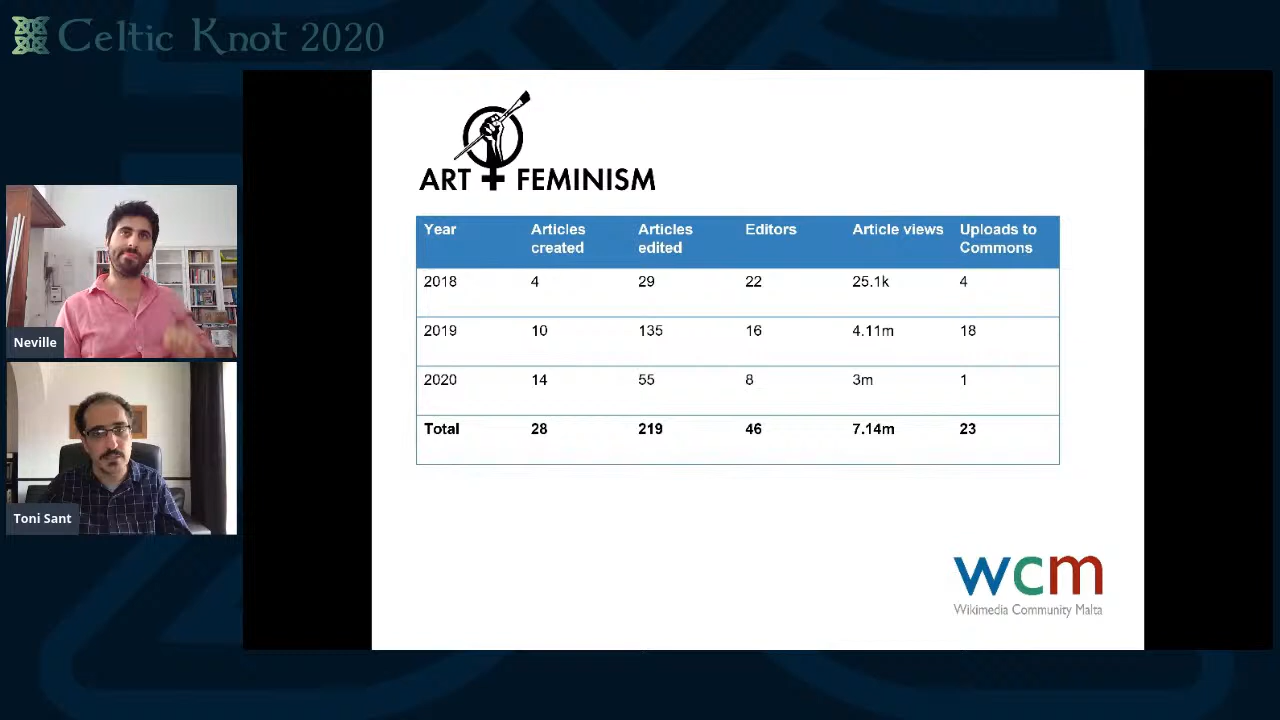 Celtic Knot 2020
ART FEMINISM
Year Articles created Articles edited Editors Article views Uploads to Commons
2018 4 29 22 25.1k 4
2019 10 135 16 4.11m 18
2020 14 55 8 3m 1
Total 28 219 46 7.14m 23
Neville
Toni Sant
wcm
Wikimedia Community Malta